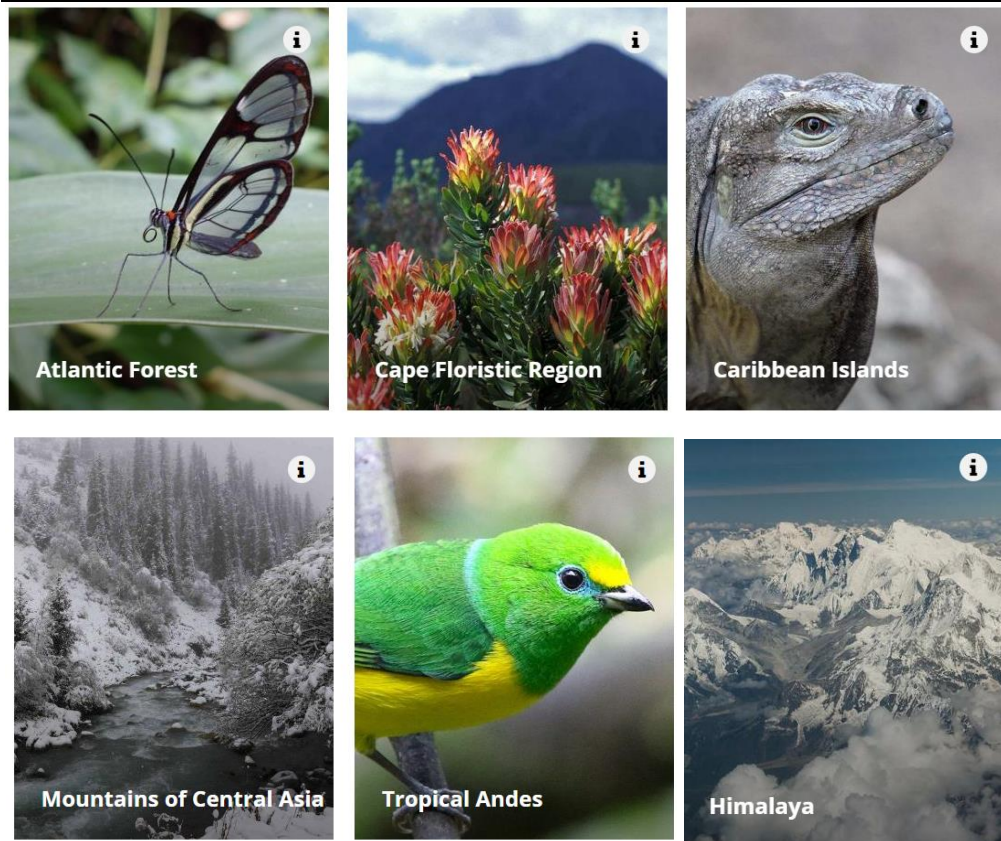 i
i
i
Atlantic Forest
Cape Floristic Region
Caribbean Islands
i
i
i
Mountains of Central Asia
Tropical Andes
Himalaya